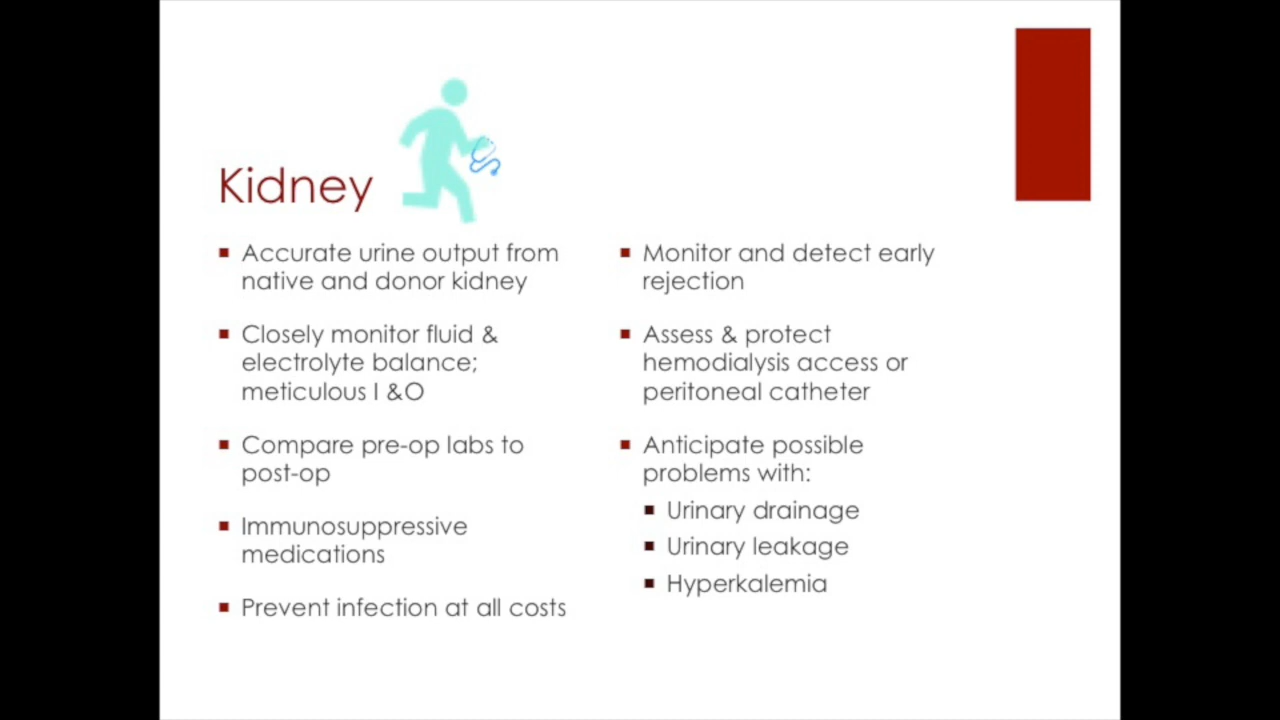 Kidney
Accurate urine output from
native and donor kidney
Closely monitor fluid &
electrolyte balance;
meticulous I &O
Compare pre-op labs to
post-op
Immunosuppressive
medications
Prevent infection at all costs
Monitor and detect early
rejection
Assess & protect
hemodialysis access or
peritoneal catheter
Anticipate possible
problems with:
Urinary drainage
Urinary leakage
Hyperkalemia